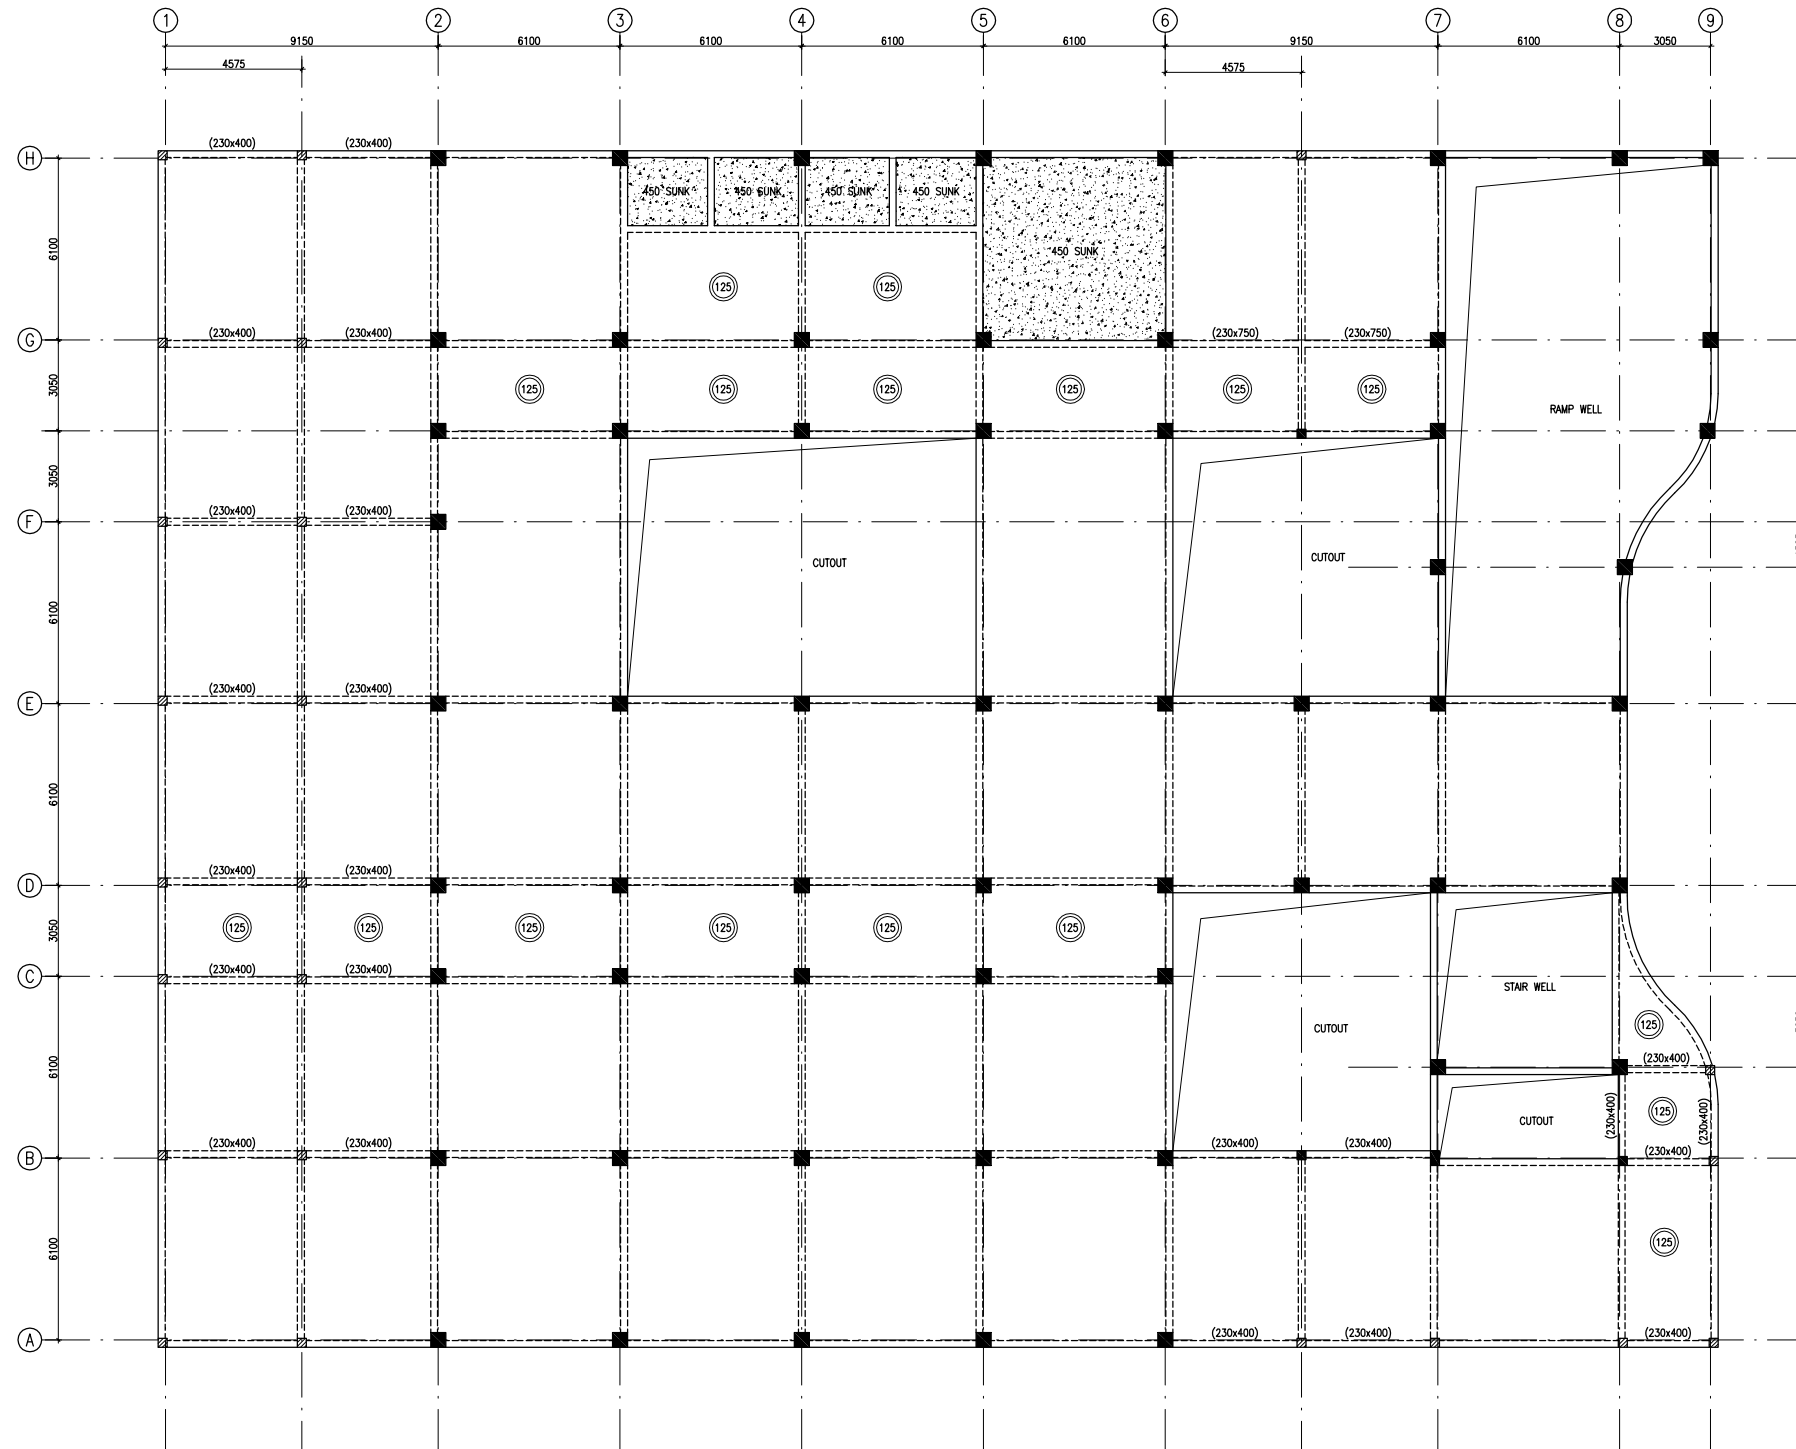 1 2 3 4 5 6 7 8 9
9150 6100 6100 6100 6100 9150 6100 3050
4575 4575
(230x400) (230x400)
H
450 SUNK 450 SUNK 450 SUNK 450 SUNK
6100
450 SUNK
125 125
(230x400) (230x400) (230x750) (230x750)
G
3050
125 125 125 125 125 125
RAMP WELL
3050
(230x400) (230x400)
F
CUTOUT CUTOUT
6100
(230x400) (230x400)
E
6100
(230x400) (230x400)
D
3050
125 125 125 125 125 125
(230x400) (230x400)
C
STAIR WELL
125
CUTOUT
(230x400)
6100
125
(230x400) (230x400)
CUTOUT
(230x400) (230x400) (230x400) (230x400)
(230x400)
B
6100
125
(230x400) (230x400) (230x400)
A